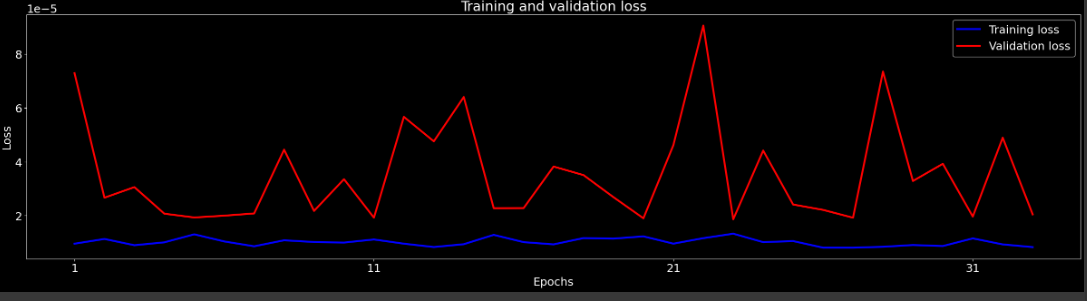 Training and validation loss
1e−5
Training loss
Validation loss
8
6
4
2
Loss
1 11 21 31
Epochs